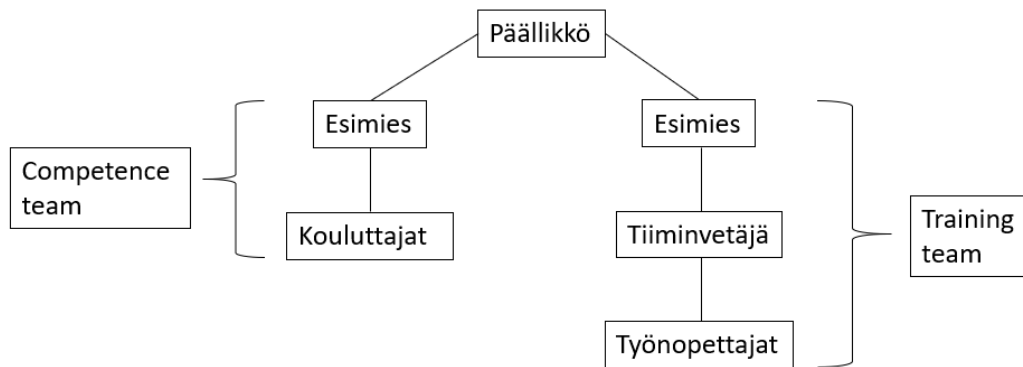 Päällikkö
Esimies
Esimies
Competence
team
Kouluttajat
Tiiminvetäjä
Training
team
Työnopettajat